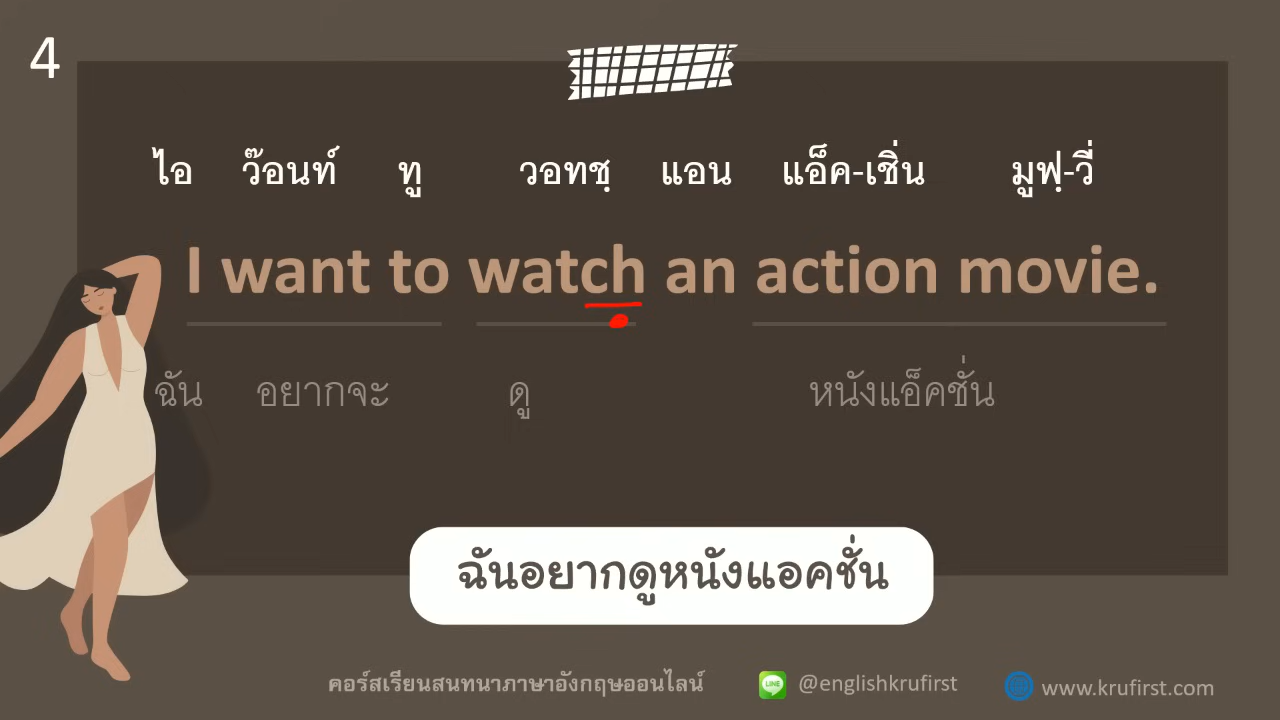 4
ไอ ว๊อนท์ ทู วอทชฺ แอน แอ็ค-เชิ่น มูฟฺ-วี่
I want to watch an action movie.
ฉัน อยากจะ ดู หนังแอ็คชั่น
ฉันอยากดูหนังแอคชั่น
คอร์สเรียนสนทนาภาษาอังกฤษออนไลน์ LINE @englishkrufirst www.krufirst.com